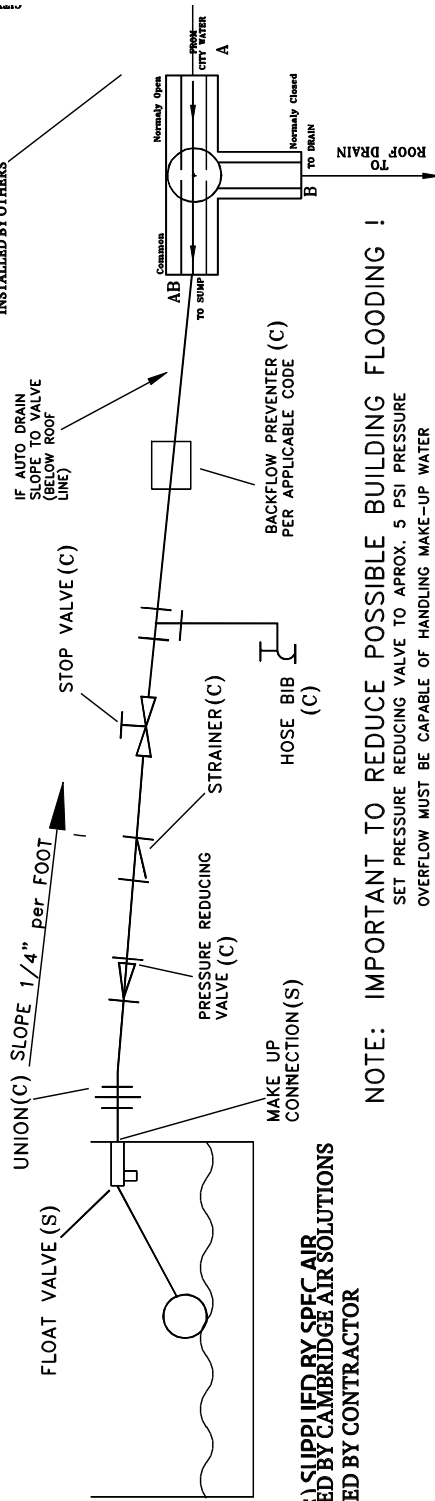 INSTALLED BY OTHERS
FROM
CITY WATER
A
Normaly Open
Common
Normaly Closed
TO DRAIN
B
TO
ROOF DRAIN
AB
TO SUMP
IF AUTO DRAIN
SLOPE TO VALVE
(BELOW ROOF
LINE)
BACKFLOW PREVENTER (C)
PER APPLICABLE CODE
STOP VALVE (C)
HOSE BIB
(C)
STRAINER (C)
SLOPE 1/4" per FOOT
PRESSURE REDUCING
VALVE (C)
UNION (C)
MAKE UP
CONNECTION (S)
FLOAT VALVE (S)
NOTE: IMPORTANT TO REDUCE POSSIBLE BUILDING FLOODING !
SET PRESSURE REDUCING VALVE TO APROX. 5 PSI PRESSURE
OVERFLOW MUST BE CAPABLE OF HANDLING MAKE-UP WATER
) SUPPLIED BY SPEC AIR
ED BY CAMBRIDGE AIR SOLUTIONS
ED BY CONTRACTOR